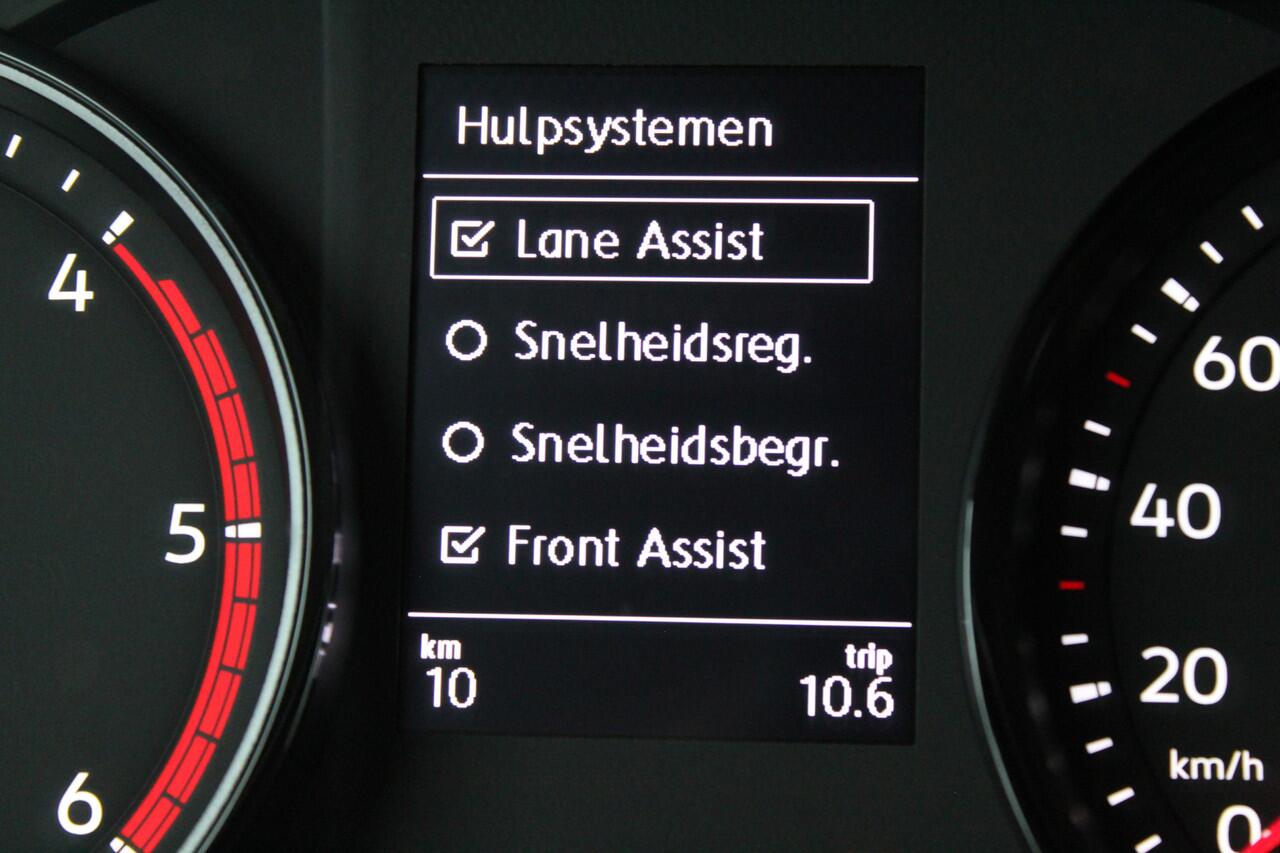 Hulpsystemen
Lane Assist
Snelheidsreg.
Snelheidsbegr.
Front Assist
km
trip
10
10.6
4
5
6
60
40
20
km/h
0